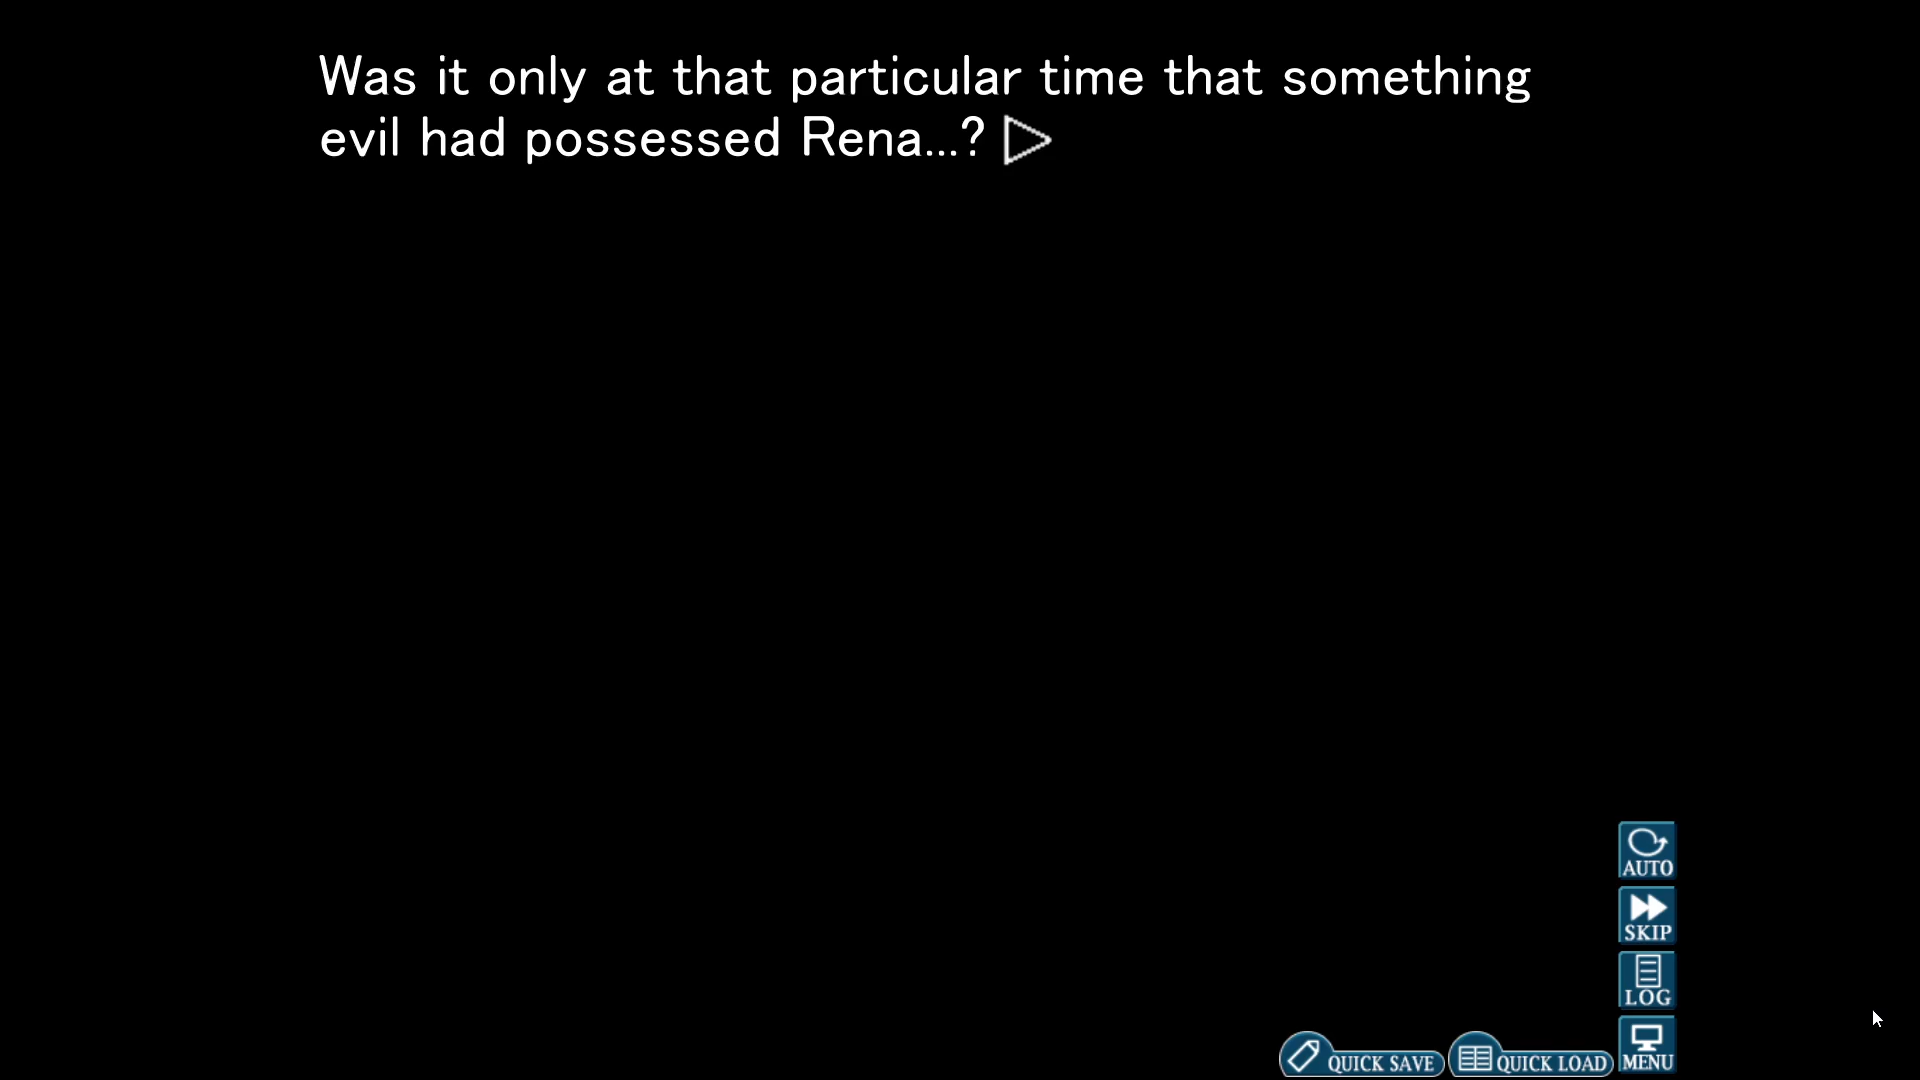 Was it only at that particular time that something
evil had possessed Rena...?
AUTO
SKIP
LOG
QUICK SAVE
QUICK LOAD
MENU